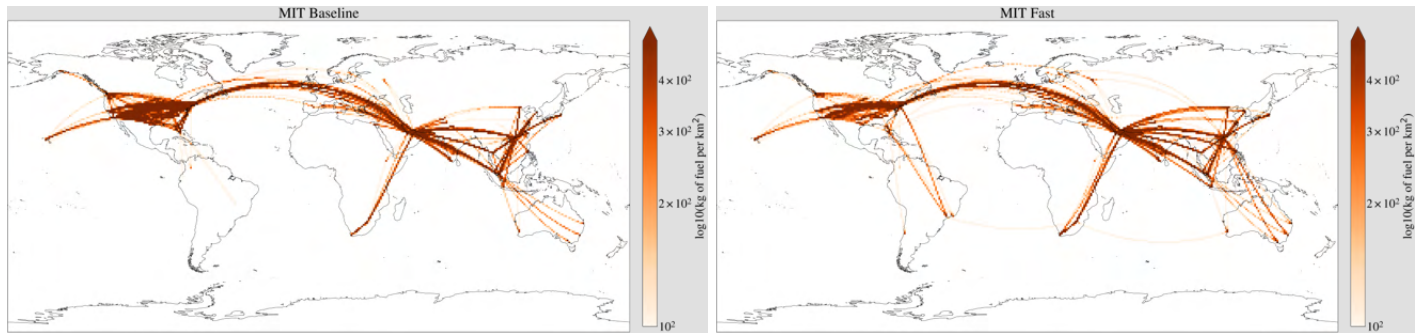 MIT Baseline
4×10²
3×10²
2×10²
10²
log10(kg of fuel per km²)
MIT Fast
4×10²
3×10²
2×10²
10²
log10(kg of fuel per km²)